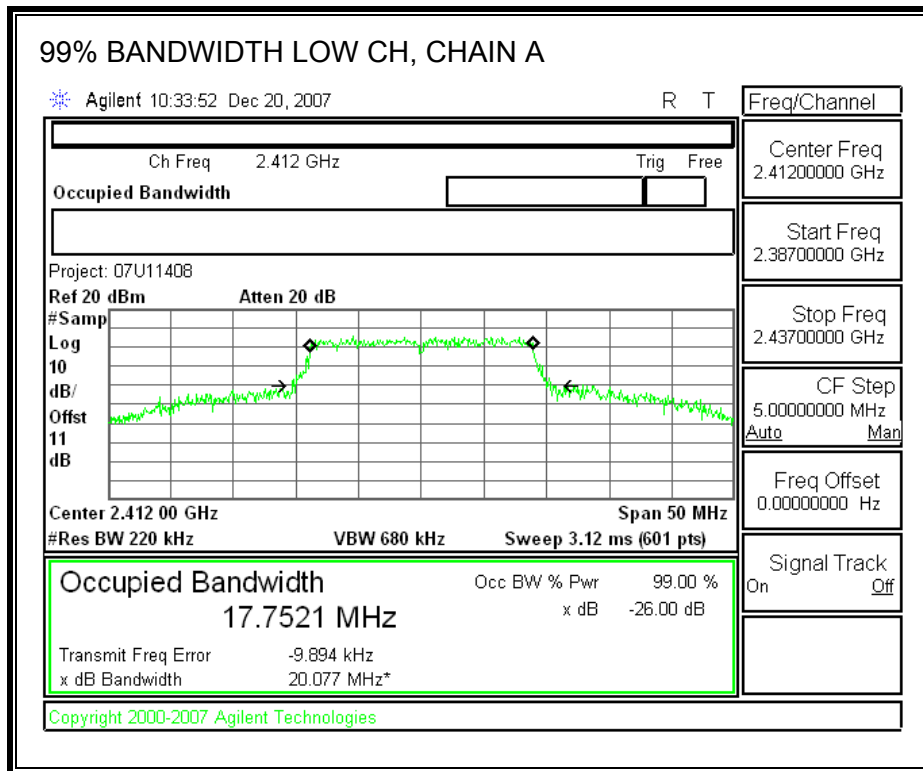 99% BANDWIDTH LOW CH, CHAIN A
Agilent 10:33:52 Dec 20, 2007 R T
Freq/Channel
Ch Freq 2.412 GHz Trig Free
Occupied Bandwidth
Center Freq
2.41200000 GHz
Start Freq
2.38700000 GHz
Stop Freq
2.43700000 GHz
CF Step
5.00000000 MHz
Auto Man
Freq Offset
0.00000000 Hz
Signal Track
On Off
Project: 07U11408
Ref 20 dBm Atten 20 dB
#Samp
Log
10
dB/
Offst
11
dB
Center 2.412 00 GHz Span 50 MHz
#Res BW 220 kHz VBW 680 kHz Sweep 3.12 ms (601 pts)
Occupied Bandwidth Occ BW % Pwr 99.00 %
17.7521 MHz x dB -26.00 dB
Transmit Freq Error -9.894 kHz
x dB Bandwidth 20.077 MHz*
Copyright 2000-2007 Agilent Technologies